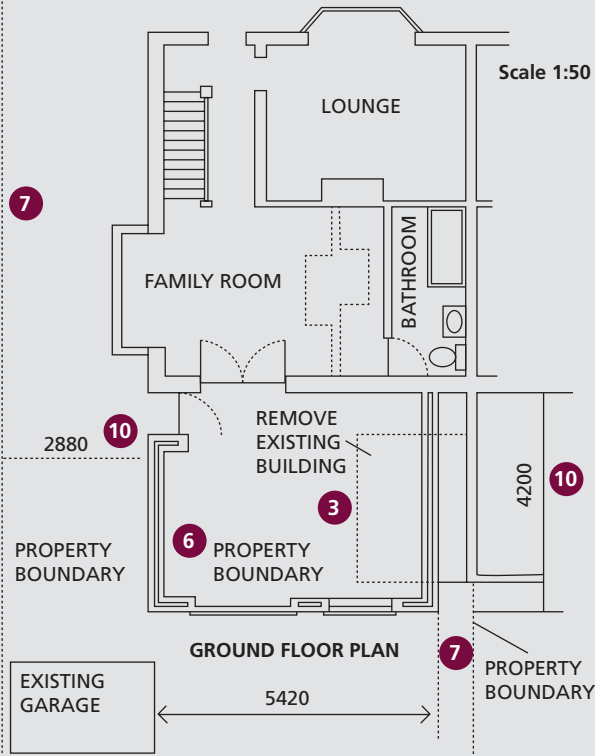 Scale 1:50
LOUNGE
7
FAMILY ROOM
BATHROOM
10
2880
REMOVE
EXISTING
BUILDING
3
4200
10
6
PROPERTY
BOUNDARY
PROPERTY
BOUNDARY
GROUND FLOOR PLAN
7
PROPERTY
BOUNDARY
EXISTING
GARAGE
5420